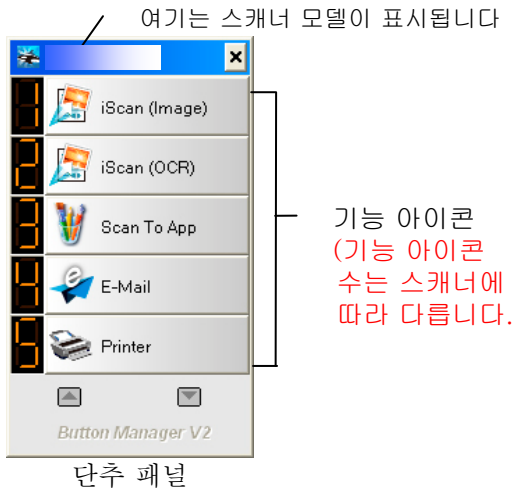 여기는 스캐너 모델이 표시됩니다
1 iScan (Image)
2 iScan (OCR)
3 Scan To App
4 E-Mail
5 Printer
기능 아이콘
(기능 아이콘
수는 스캐너에
따라 다릅니다.
Button Manager V2
단추 패널